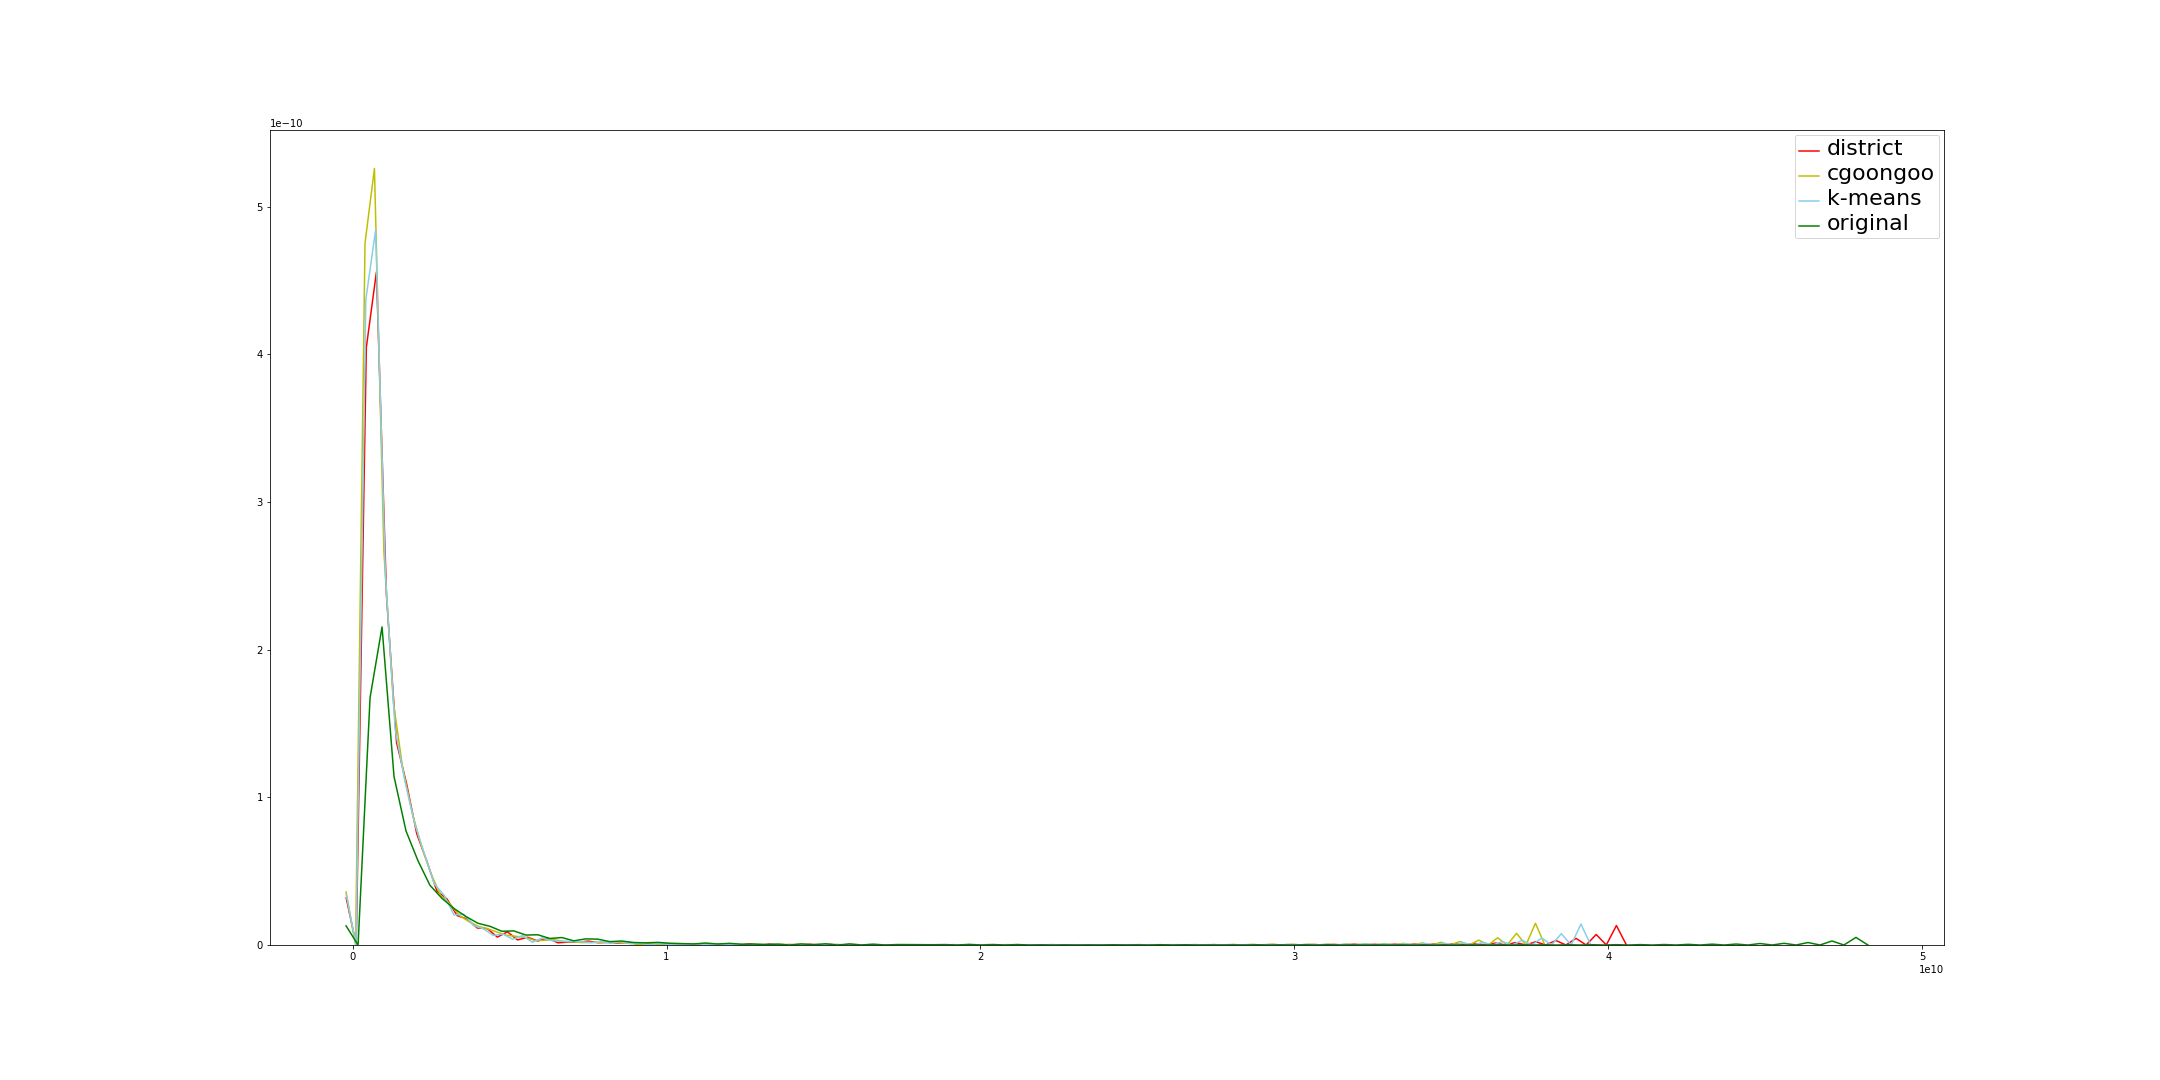 1e−10
district
cgoongoo
k-means
original
5
4
3
2
1
0
0 1 2 3 4 5
1e10